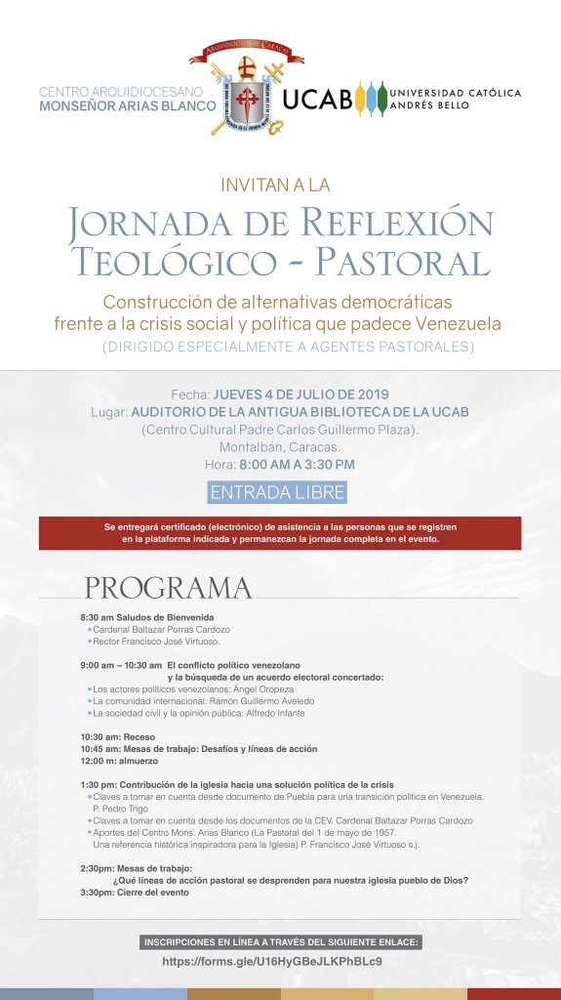 CENTRO ARQUIDIOCESANO
MONSEÑOR ARIAS BLANCO
ARQUIDIOCESIS DE CARACAS
UCAB
UNIVERSIDAD CATÓLICA
ANDRÉS BELLO
INVITAN A LA
JORNADA DE REFLEXIÓN
TEOLÓGICO - PASTORAL
Construcción de alternativas democráticas
frente a la crisis social y política que padece Venezuela
(DIRIGIDO ESPECIALMENTE A AGENTES PASTORALES)
Fecha: JUEVES 4 DE JULIO DE 2019
Lugar: AUDITORIO DE LA ANTIGUA BIBLIOTECA DE LA UCAB
(Centro Cultural Padre Carlos Guillermo Plaza).
Montalbán, Caracas.
Hora: 8:00 AM A 3:30 PM
ENTRADA LIBRE
Se entregará certificado (electrónico) de asistencia a las personas que se registren
en la plataforma indicada y permanezcan la jornada completa en el evento.
PROGRAMA
8:30 am Saludos de Bienvenida
• Cardenal Baltazar Porras Cardozo
• Rector Francisco José Virtuoso.
9:00 am – 10:30 am El conflicto político venezolano
y la búsqueda de un acuerdo electoral concertado:
• Los actores políticos venezolanos: Ángel Oropeza
• La comunidad internacional: Ramón Guillermo Aveledo
• La sociedad civil y la opinión pública: Alfredo Infante
10:30 am: Receso
10:45 am: Mesas de trabajo: Desafíos y líneas de acción
12:00 m: almuerzo
1:30 pm: Contribución de la iglesia hacia una solución política de la crisis
• Claves a tomar en cuenta desde documento de Puebla para una transición política en Venezuela.
P. Pedro Trigo
• Claves a tomar en cuenta desde los documentos de la CEV. Cardenal Baltazar Porras Cardozo
• Aportes del Centro Mons. Arias Blanco (La Pastoral del 1 de mayo de 1957.
Una referencia histórica inspiradora para la Iglesia) P. Francisco José Virtuoso s.j.
2:30pm: Mesas de trabajo:
¿Qué líneas de acción pastoral se desprenden para nuestra iglesia pueblo de Dios?
3:30pm: Cierre del evento
INSCRIPCIONES EN LÍNEA A TRAVÉS DEL SIGUIENTE ENLACE:
https://forms.gle/U16HyGBeJLKPhBLc9